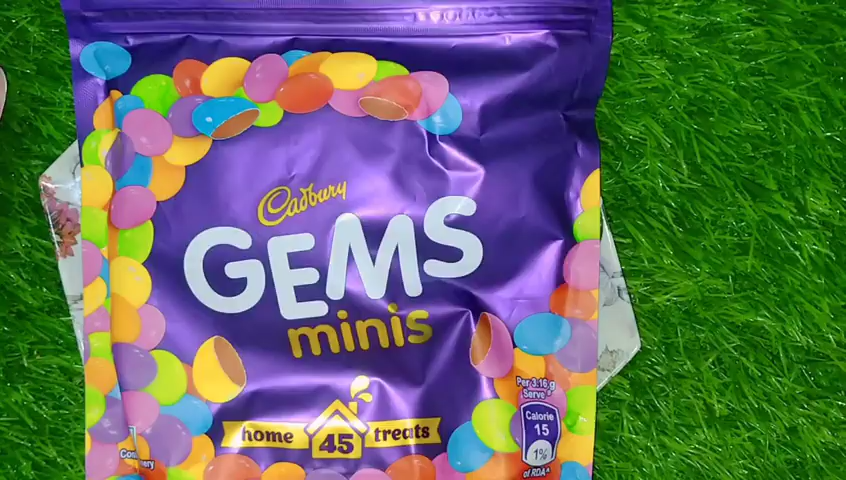 Cadbury
GEMS
minis
home 45 treats
Per 3.16 g
Serve*
Calorie
15
1%
of RDA*